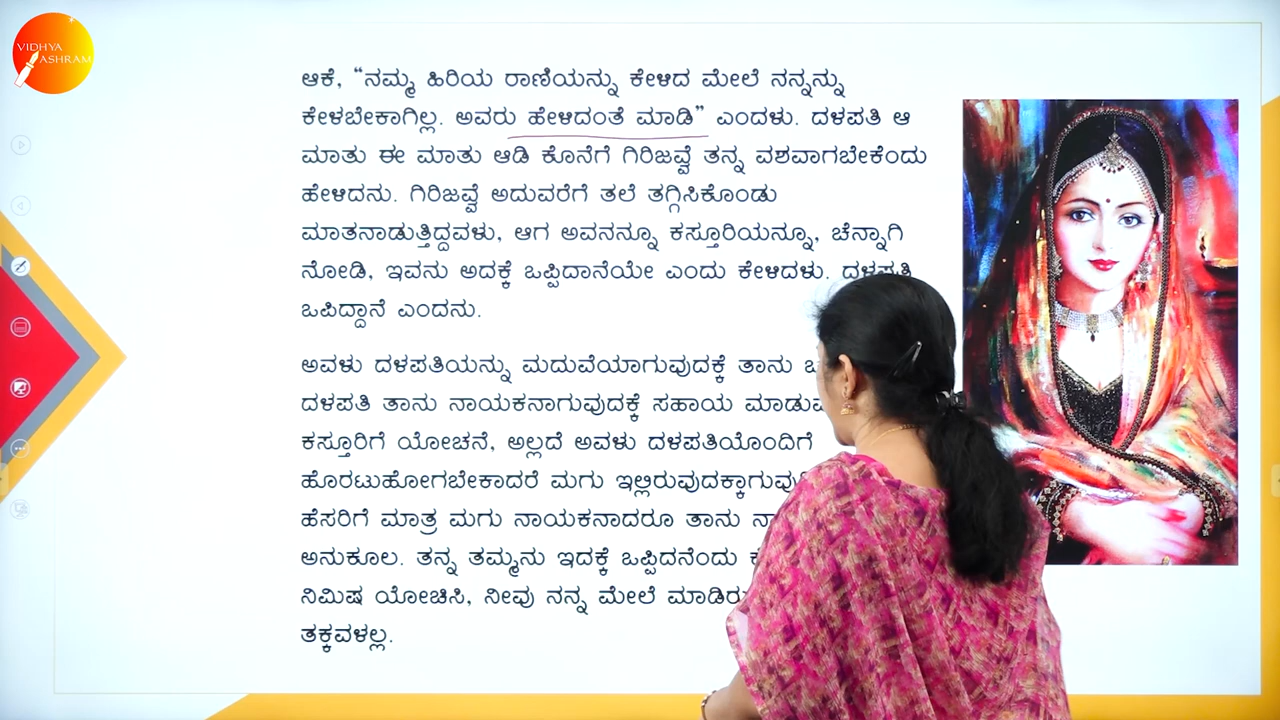 VIDHYA
ASHRAM
ಆಕೆ, “ನಮ್ಮ ಹಿರಿಯ ರಾಣಿಯನ್ನು ಕೇಳಿದ ಮೇಲೆ ನನ್ನನ್ನು
ಕೇಳಬೇಕಾಗಿಲ್ಲ. ಅವರು ಹೇಳಿದಂತೆ ಮಾಡಿ” ಎಂದಳು. ದಳಪತಿ ಆ
ಮಾತು ಈ ಮಾತು ಆಡಿ ಕೊನೆಗೆ ಗಿರಿಜವ್ವೆ ತನ್ನ ವಶವಾಗಬೇಕೆಂದು
ಹೇಳಿದನು. ಗಿರಿಜವ್ವೆ ಅದುವರೆಗೆ ತಲೆ ತಗ್ಗಿಸಿಕೊಂಡು
ಮಾತನಾಡುತ್ತಿದ್ದವಳು, ಆಗ ಅವನನ್ನೂ ಕಸ್ತೂರಿಯನ್ನೂ, ಚೆನ್ನಾಗಿ
ನೋಡಿ, ಇವನು ಅದಕ್ಕೆ ಒಪ್ಪಿದಾನೆಯೇ ಎಂದು ಕೇಳಿದಳು. ದಳಪತಿ
ಒಪಿದ್ದಾನೆ ಎಂದನು.
ಅವಳು ದಳಪತಿಯನ್ನು ಮದುವೆಯಾಗುವುದಕ್ಕೆ ತಾನು
ದಳಪತಿ ತಾನು ನಾಯಕನಾಗುವುದಕ್ಕೆ ಸಹಾಯ
ಕಸ್ತೂರಿಗೆ ಯೋಚನೆ, ಅಲ್ಲದೆ ಅವಳು ದಳಪತಿಯೊಂದಿಗೆ
ಹೊರಟುಹೋಗಬೇಕಾದರೆ ಮಗು
ಹೆಸರಿಗೆ ಮಾತ್ರ ಮಗು ನಾಯಕನಾದರೂ ತಾನು
ಅನುಕೂಲ. ತನ್ನ ತಮ್ಮನು ಇದಕ್ಕೆ ಒಪ್ಪಿದನೆಂದು
ನಿಮಿಷ ಯೋಚಿಸಿ, ನೀವು ನನ್ನ ಮೇಲೆ
ತಕ್ಕವಳಲ್ಲ.